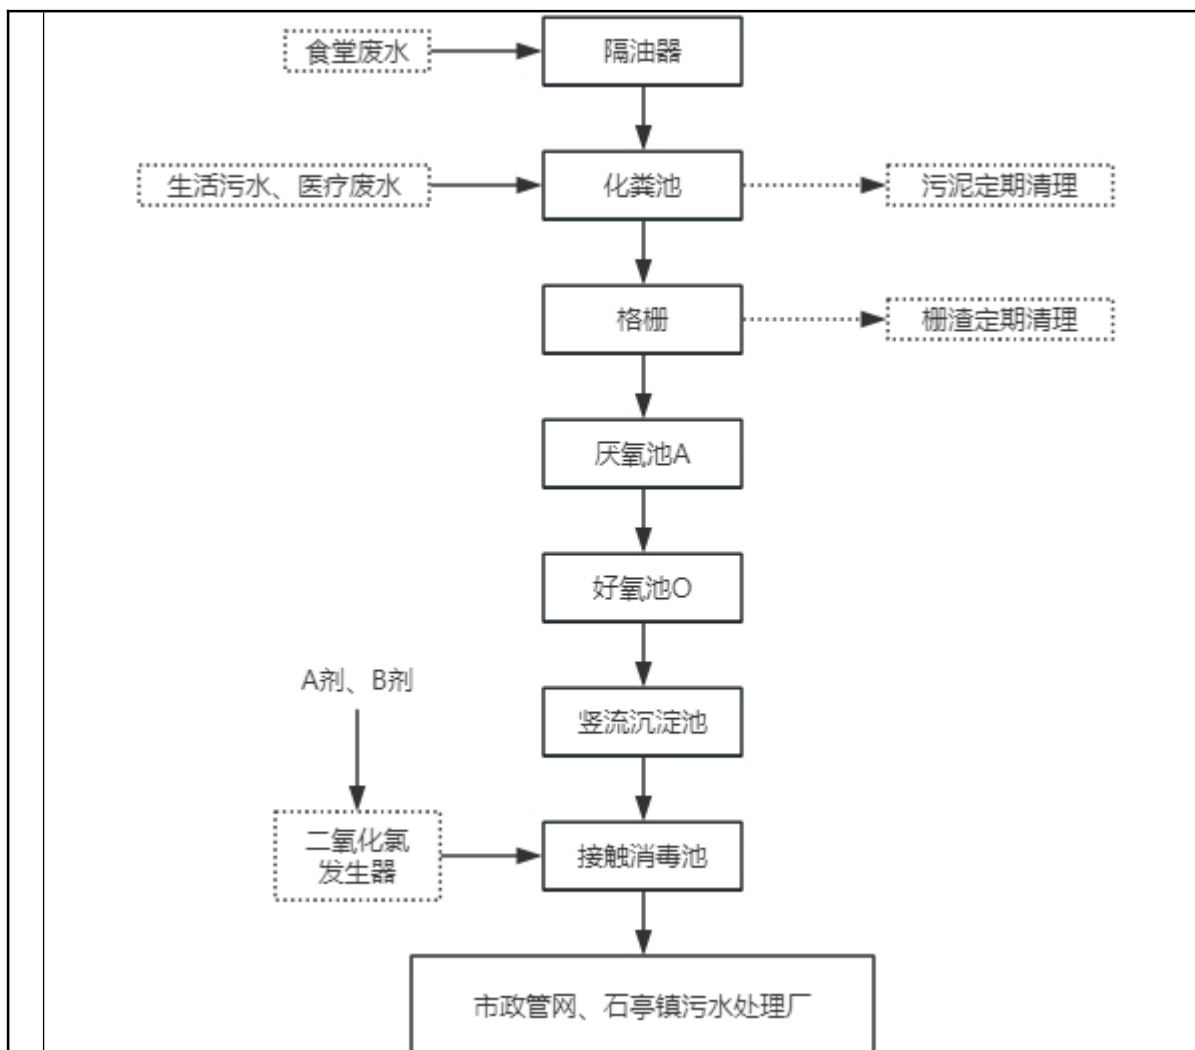 食堂废水
隔油器
生活污水、医疗废水
化粪池
污泥定期清理
格栅
栅渣定期清理
厌氧池A
好氧池O
A剂、B剂
竖流沉淀池
二氧化氯
发生器
接触消毒池
市政管网、石亭镇污水处理厂